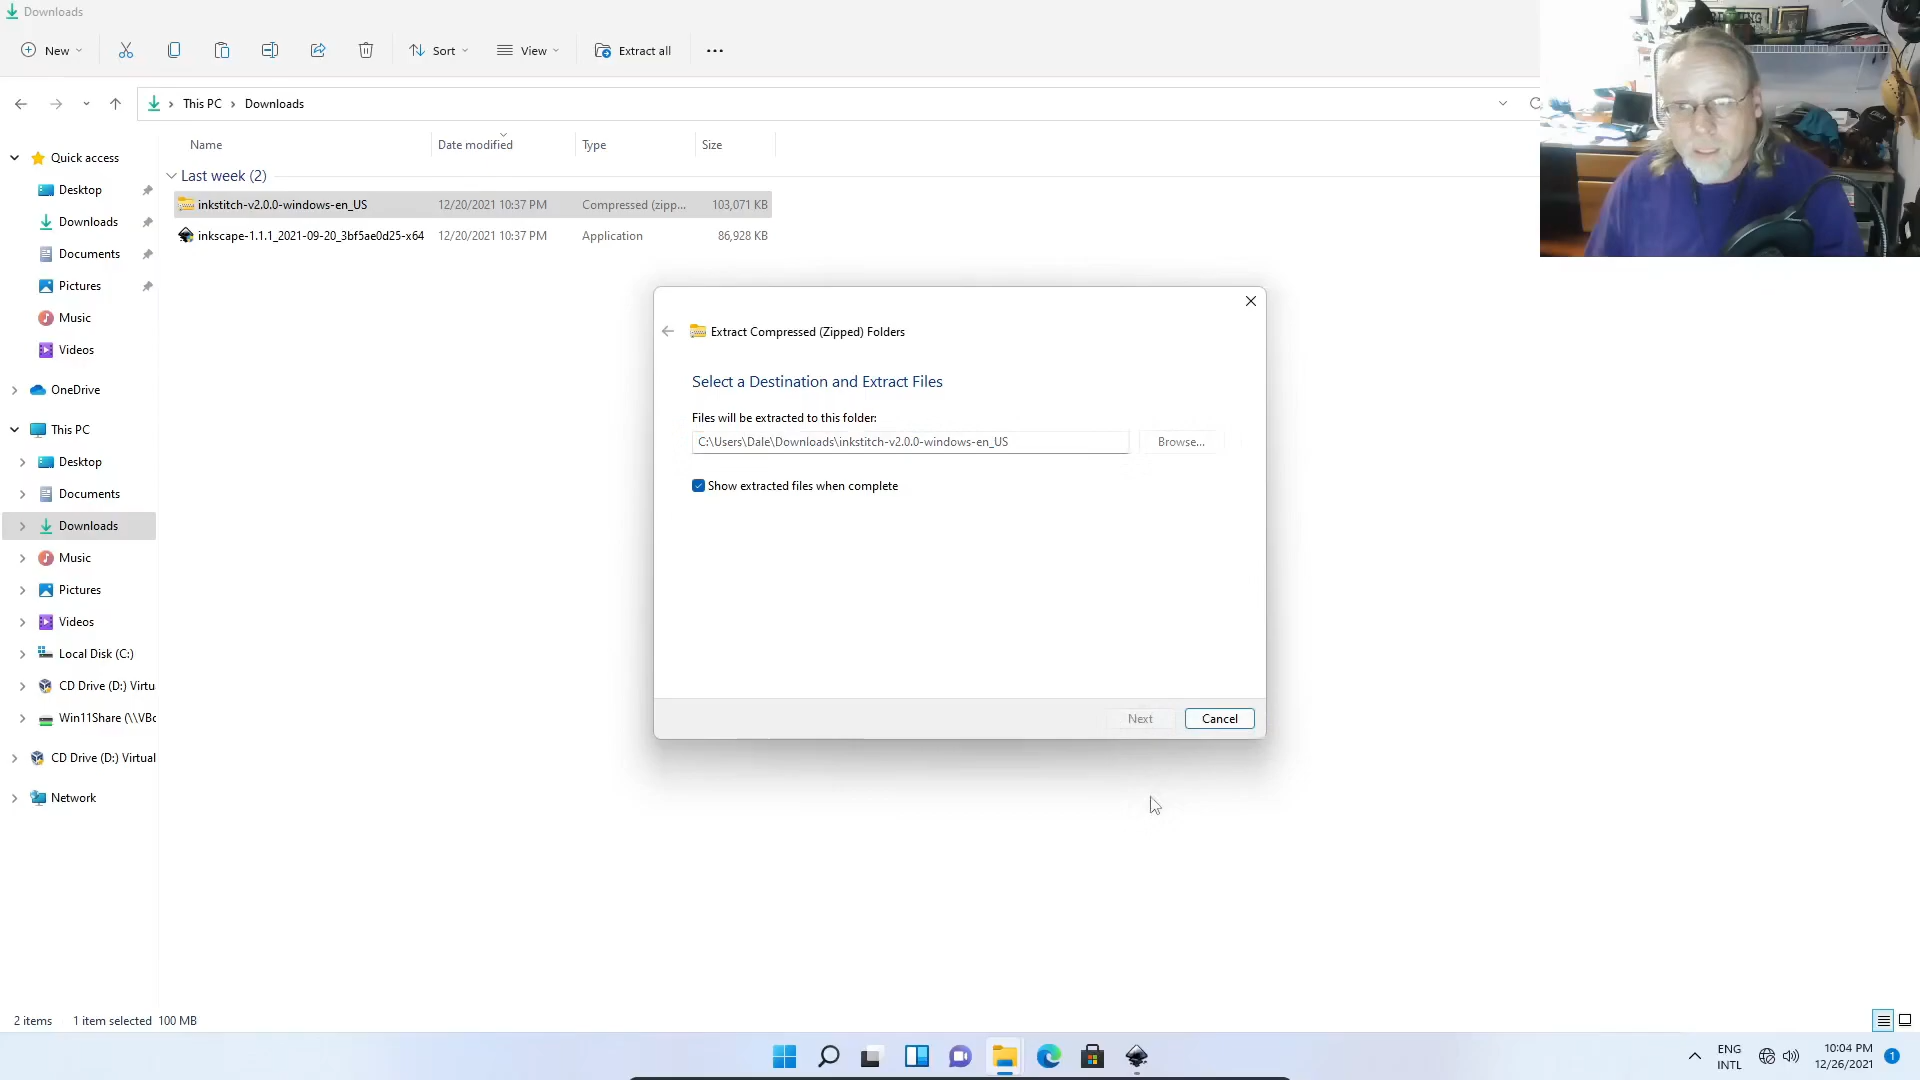 Downloads
New
Sort
View
Extract all
This PC
Downloads
Name
Date modified
Type
Size
Last week (2)
inkstitch-v2.0.0-windows-en_US
12/20/2021 10:37 PM
Compressed (zipp...
103,071 KB
inkscape-1.1.1_2021-09-20_3bf5ae0d25-x64
12/20/2021 10:37 PM
Application
86,928 KB
Quick access
Desktop
Downloads
Documents
Pictures
Music
Videos
OneDrive
This PC
Desktop
Documents
Downloads
Music
Pictures
Videos
Local Disk (C:)
CD Drive (D:) Virtu
Win11Share (\\VBo
CD Drive (D:) Virtual
Network
Extract Compressed (Zipped) Folders
Select a Destination and Extract Files
Files will be extracted to this folder:
C:\Users\Dale\Downloads\inkstitch-v2.0.0-windows-en_US
Browse...
Show extracted files when complete
Next
Cancel
2 items
1 item selected 100 MB
ENG
INTL
10:04 PM
12/26/2021
1